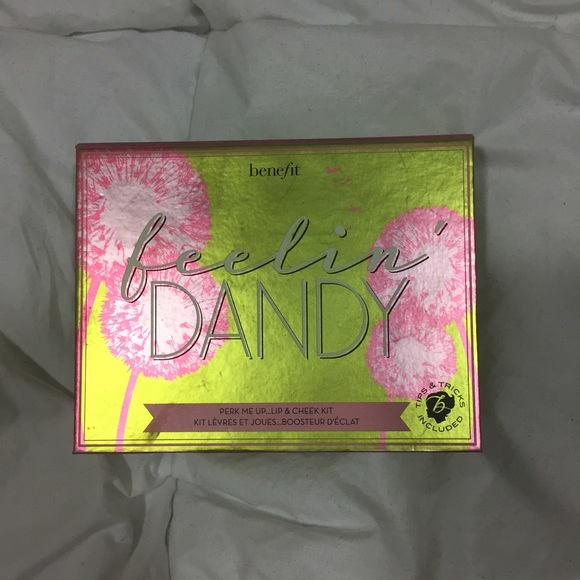 benefit
feelin'
DANDY
PERK ME UP...LIP & CHEEK KIT
KIT LÈVRES ET JOUES...BOOSTEUR D'ÉCLAT
TIPS & TRICKS
b
INCLUDED